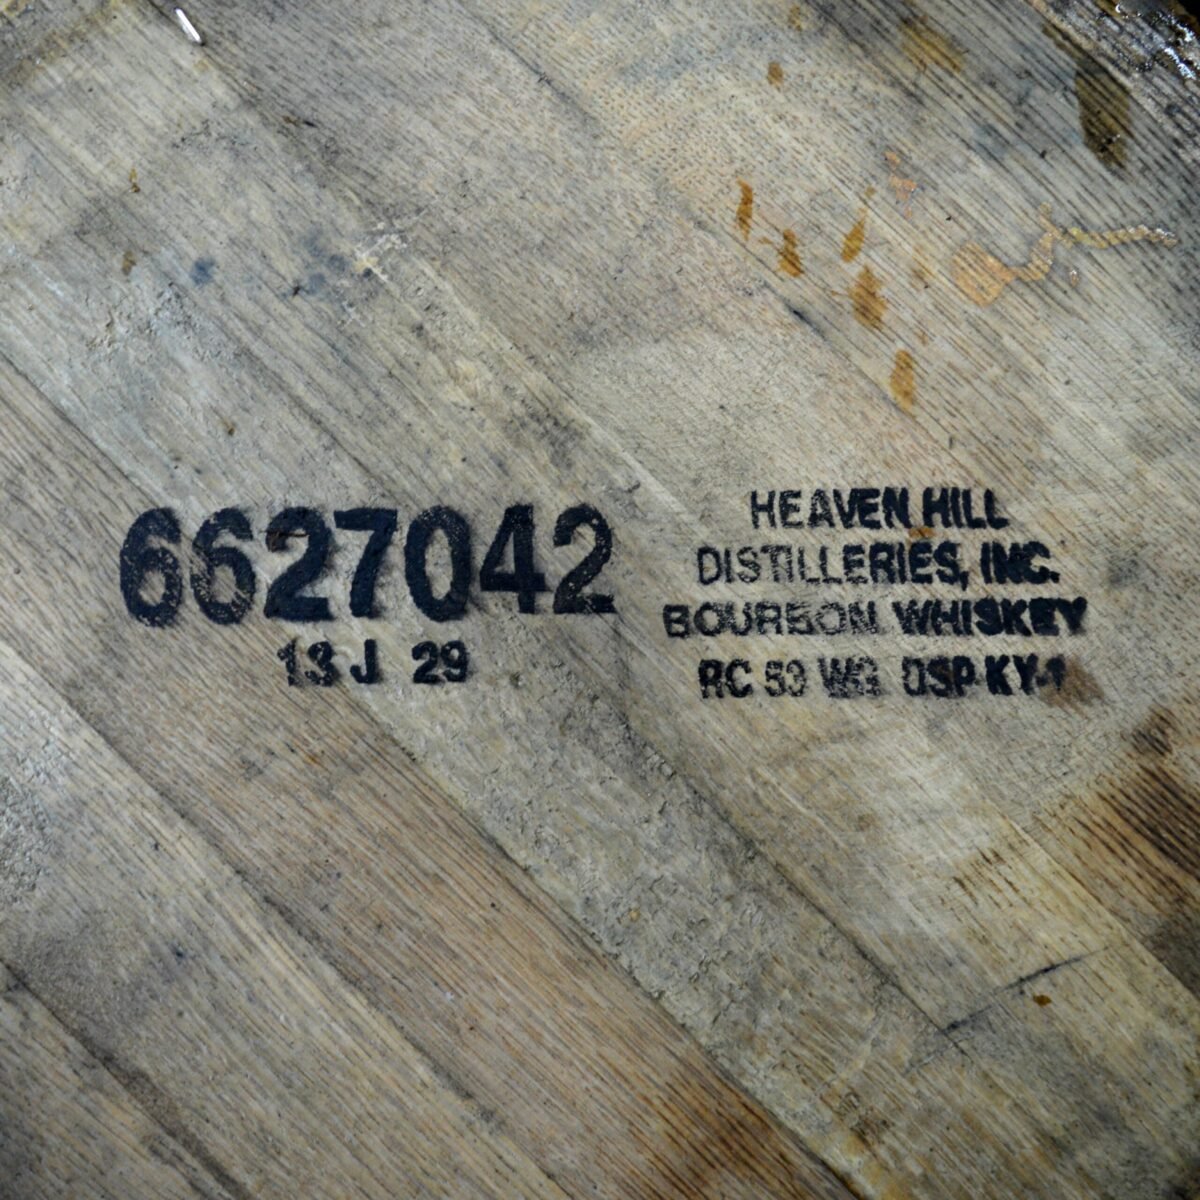 6627042
13 J 29
HEAVEN HILL
DISTILLERIES, INC.
BOURBON WHISKEY
RC 53 WG DSP-KY-1